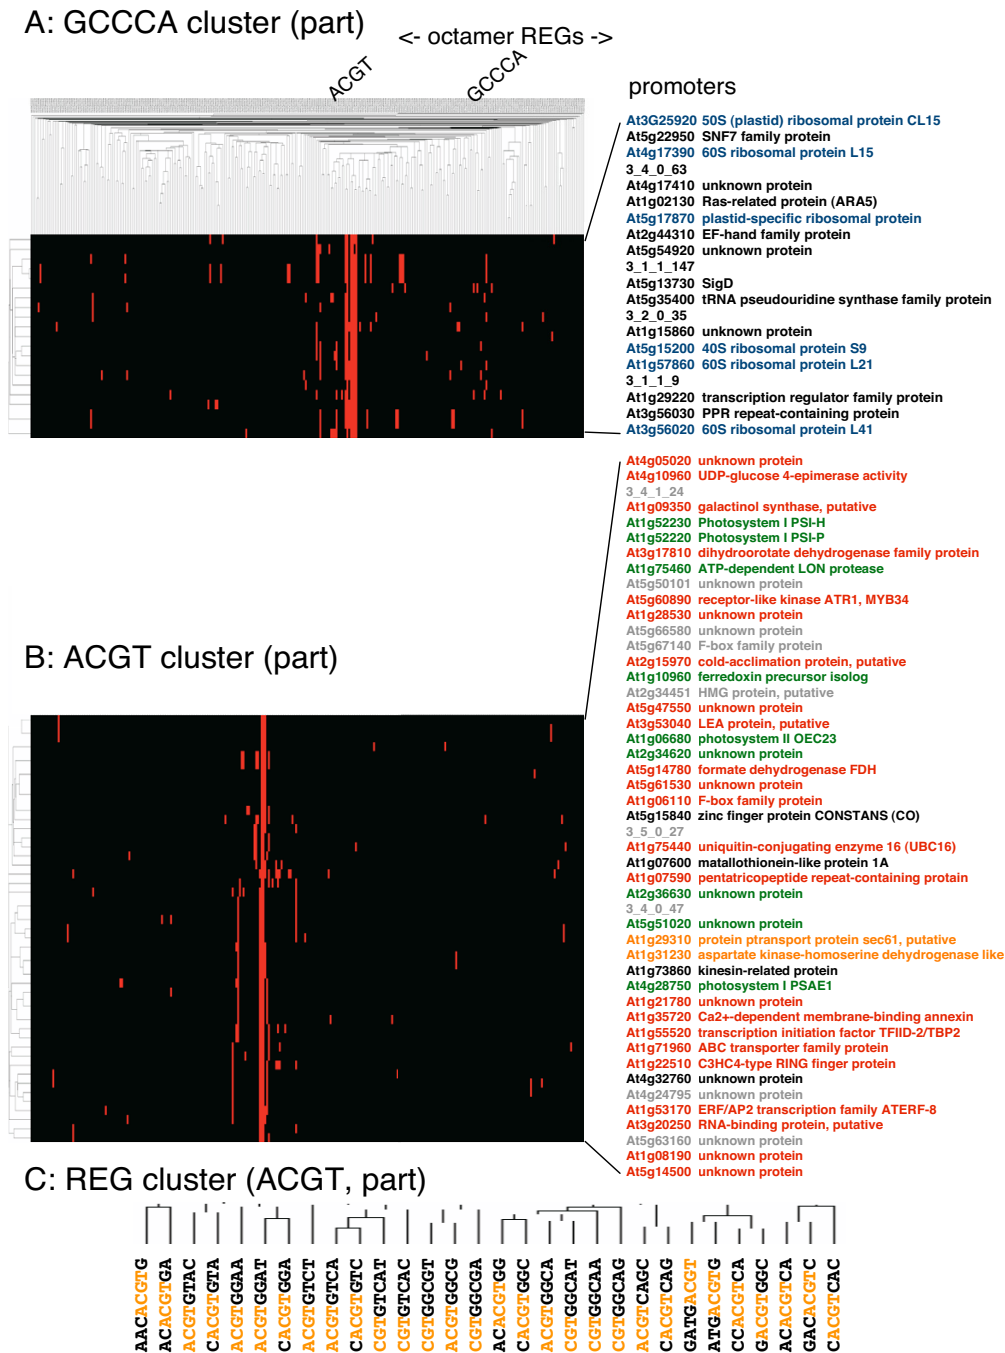 A: GCCCA cluster (part)
<- octamer REGs ->
ACGT
GCCCA
promoters
At3G25920 50S (plastid) ribosomal protein CL15
At5g22950 SNF7 family protein
At4g17390 60S ribosomal protein L15
3_4_0_63
At4g17410 unknown protein
At1g02130 Ras-related protein (ARA5)
At5g17870 plastid-specific ribosomal protein
At2g44310 EF-hand family protein
At5g54920 unknown protein
3_1_1_147
At5g13730 SigD
At5g35400 tRNA pseudouridine synthase family protein
3_2_0_35
At1g15860 unknown protein
At5g15200 40S ribosomal protein S9
At1g57860 60S ribosomal protein L21
3_1_1_9
At1g29220 transcription regulator family protein
At3g56030 PPR repeat-containing protein
At3g56020 60S ribosomal protein L41
B: ACGT cluster (part)
At4g05020 unknown protein
At4g10960 UDP-glucose 4-epimerase activity
3_4_1_24
At1g09350 galactinol synthase, putative
At1g52230 Photosystem I PSI-H
At1g52220 Photosystem I PSI-P
At3g17810 dihydroorotate dehydrogenase family protein
At1g75460 ATP-dependent LON protease
At5g50101 unknown protein
At5g60890 receptor-like kinase ATR1, MYB34
At1g28530 unknown protein
At5g66580 unknown protein
At5g67140 F-box family protein
At2g15970 cold-acclimation protein, putative
At1g10960 ferredoxin precursor isolog
At2g34451 HMG protein, putative
At5g47550 unknown protein
At3g53040 LEA protein, putative
At1g06680 photosystem II OEC23
At2g34620 unknown protein
At5g14780 formate dehydrogenase FDH
At5g61530 unknown protein
At1g06110 F-box family protein
At5g15840 zinc finger protein CONSTANS (CO)
3_5_0_27
At1g75440 uniquitin-conjugating enzyme 16 (UBC16)
At1g07600 matallothionein-like protein 1A
At1g07590 pentatricopeptide repeat-containing protain
At2g36630 unknown protein
3_4_0_47
At5g51020 unknown protein
At1g29310 protein ptransport protein sec61, putative
At1g31230 aspartate kinase-homoserine dehydrogenase like
At1g73860 kinesin-related protein
At4g28750 photosystem I PSAE1
At1g21780 unknown protein
At1g35720 Ca2+-dependent membrane-binding annexin
At1g55520 transcription initiation factor TFIID-2/TBP2
At1g71960 ABC transporter family protein
At1g22510 C3HC4-type RING finger protein
At4g32760 unknown protein
At4g24795 unknown protein
At1g53170 ERF/AP2 transcription family ATERF-8
At3g20250 RNA-binding protein, putative
At5g63160 unknown protein
At1g08190 unknown protein
At5g14500 unknown protein
C: REG cluster (ACGT, part)
AACACGTG
ACACGTGA
ACGTGTAC
CACGTGTA
ACGTGGAA
ACGTGGAT
CACGTGGA
ACGTGTCT
ACGTGTCA
CACGTGTC
CGTGTCAT
CGTGTCAC
CGTGGCGT
ACGTGGCG
CGTGGCGA
ACACGTGG
CACGTGGC
ACGTGGCA
CGTGGCAT
CGTGGCAA
CGTGGCAG
ACGTCAGC
CACGTCAG
GATGACGT
ATGACGTG
CCACGTCA
GACGTGGC
ACACGTCA
GACACGTC
CACGTCAC